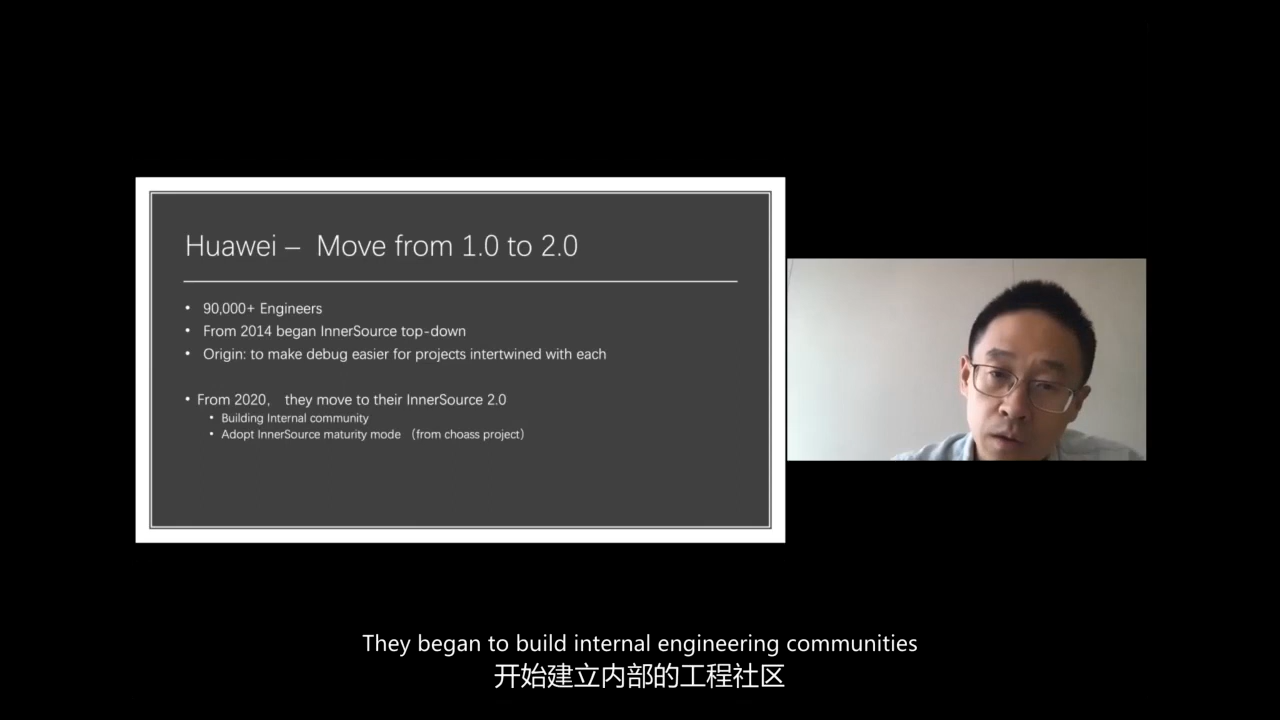 Huawei – Move from 1.0 to 2.0
• 90,000+ Engineers
• From 2014 began InnerSource top-down
• Origin: to make debug easier for projects intertwined with each
• From 2020， they move to their InnerSource 2.0
• Building Internal community
• Adopt InnerSource maturity mode （from choass project）
They began to build internal engineering communities
开始建立内部的工程社区